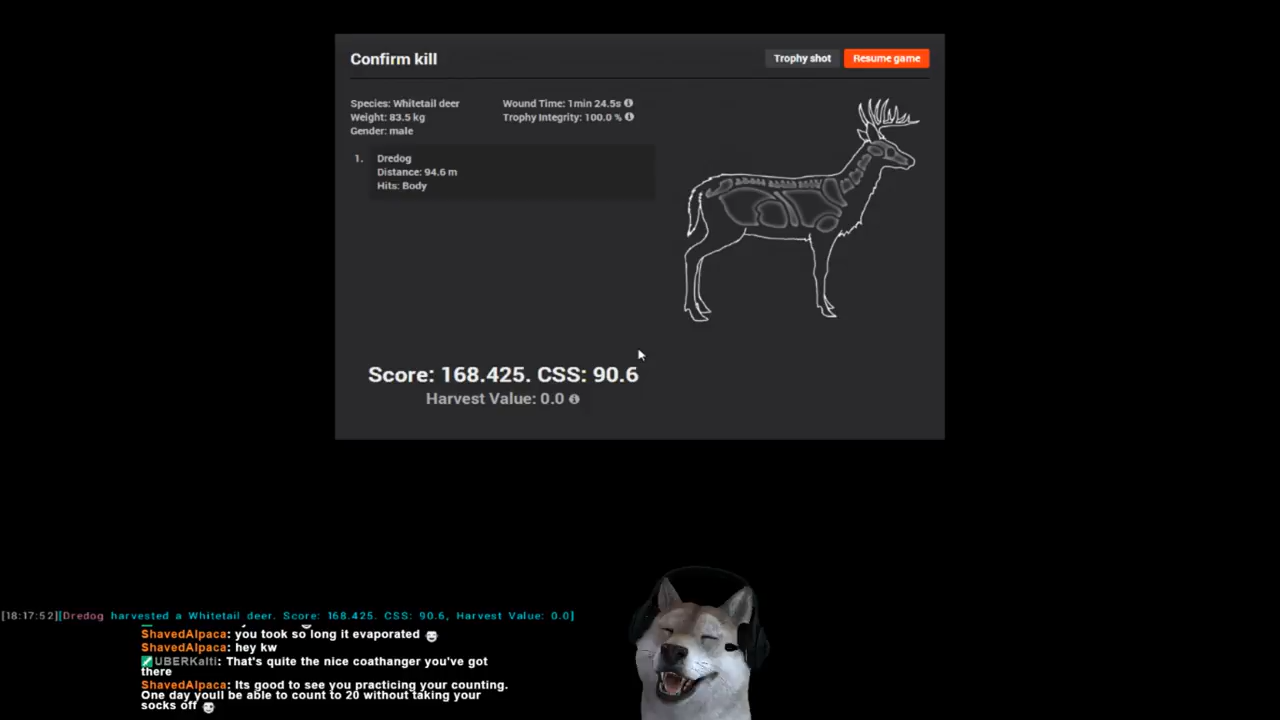 Confirm kill
Trophy shot
Resume game
Species: Whitetail deer
Weight: 83.5 kg
Gender: male
Wound Time: 1min 24.5s
Trophy Integrity: 100.0 %
1.
Dredog
Distance: 94.6 m
Hits: Body
Score: 168.425. CSS: 90.6
Harvest Value: 0.0
[18:17:52][Dredog harvested a Whitetail deer. Score: 168.425. CSS: 90.6, Harvest Value: 0.0]
ShavedAlpaca: you took so long it evaporated
ShavedAlpaca: hey kw
UBERKalti: That's quite the nice coathanger you've got
there
ShavedAlpaca: Its good to see you practicing your counting.
One day youll be able to count to 20 without taking your
socks off